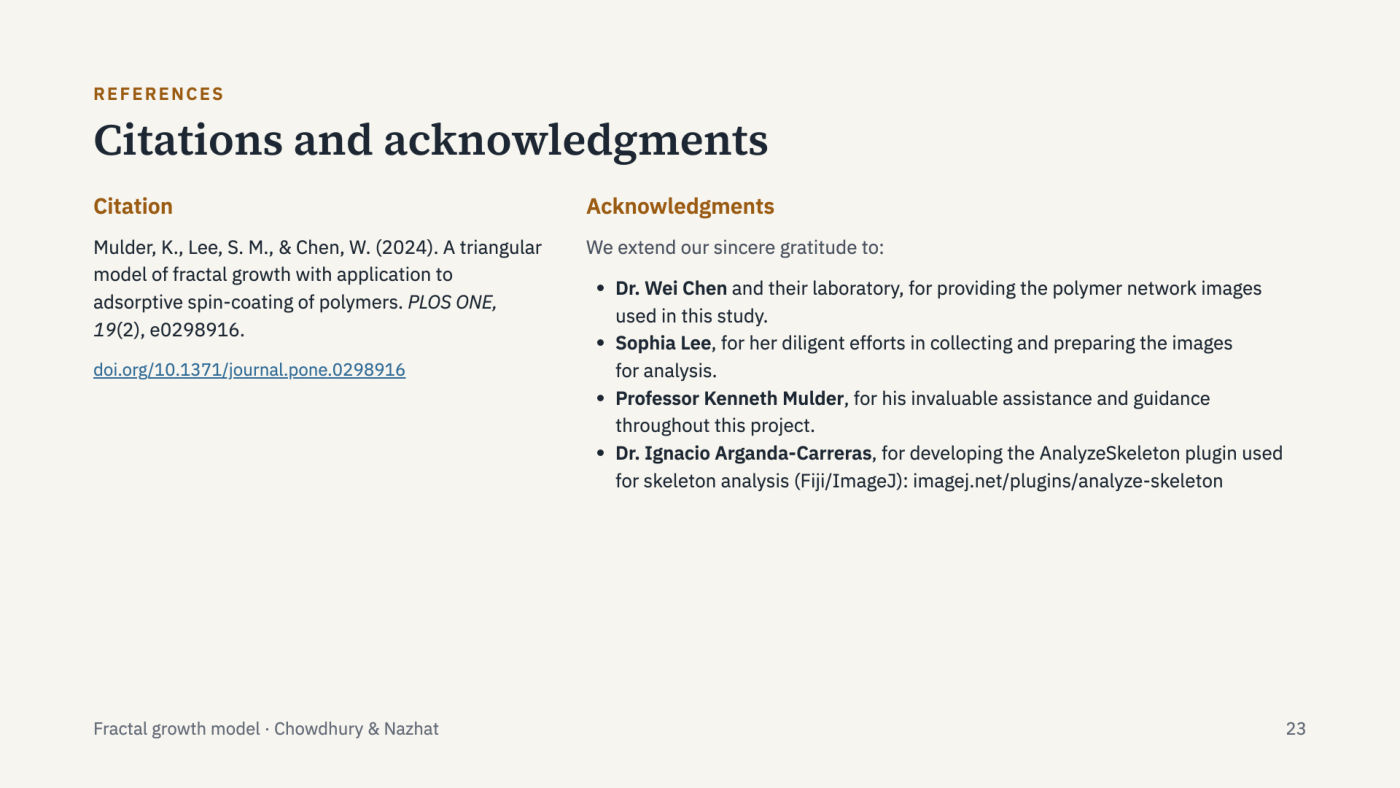 REFERENCES
Citations and acknowledgments
Citation
Mulder, K., Lee, S. M., & Chen, W. (2024). A triangular
model of fractal growth with application to
adsorptive spin-coating of polymers. PLOS ONE,
19(2), e0298916.
doi.org/10.1371/journal.pone.0298916
Acknowledgments
We extend our sincere gratitude to:
• Dr. Wei Chen and their laboratory, for providing the polymer network images
used in this study.
• Sophia Lee, for her diligent efforts in collecting and preparing the images
for analysis.
• Professor Kenneth Mulder, for his invaluable assistance and guidance
throughout this project.
• Dr. Ignacio Arganda-Carreras, for developing the AnalyzeSkeleton plugin used
for skeleton analysis (Fiji/ImageJ): imagej.net/plugins/analyze-skeleton
Fractal growth model · Chowdhury & Nazhat
23